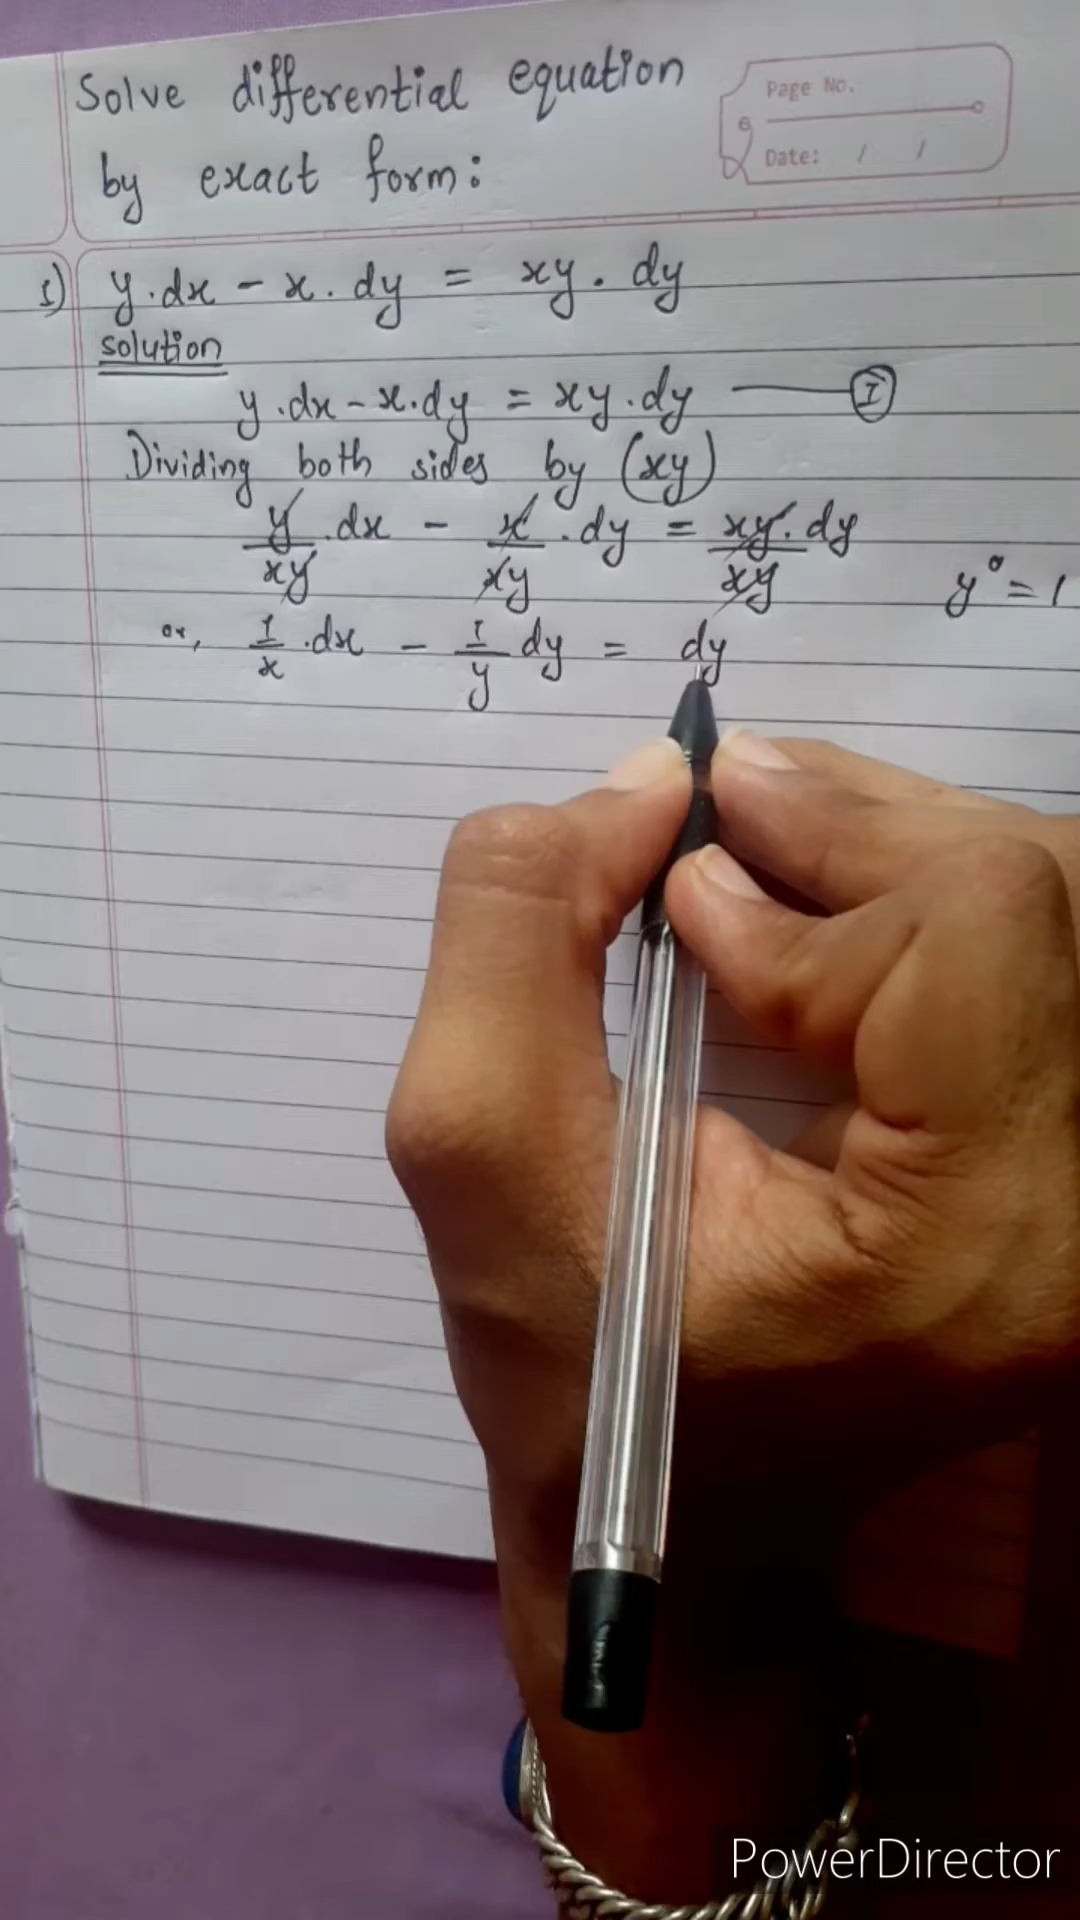 Solve differential equation
Page No.
Date: / /
by exact form:
1) y.dx - x.dy = xy.dy
solution
y.dx - x.dy = xy.dy —— I
Dividing both sides by (xy)
y/xy .dx - x/xy .dy = xy.dy/xy
y° = 1
or, 1/x .dx - 1/y dy = dy
PowerDirector